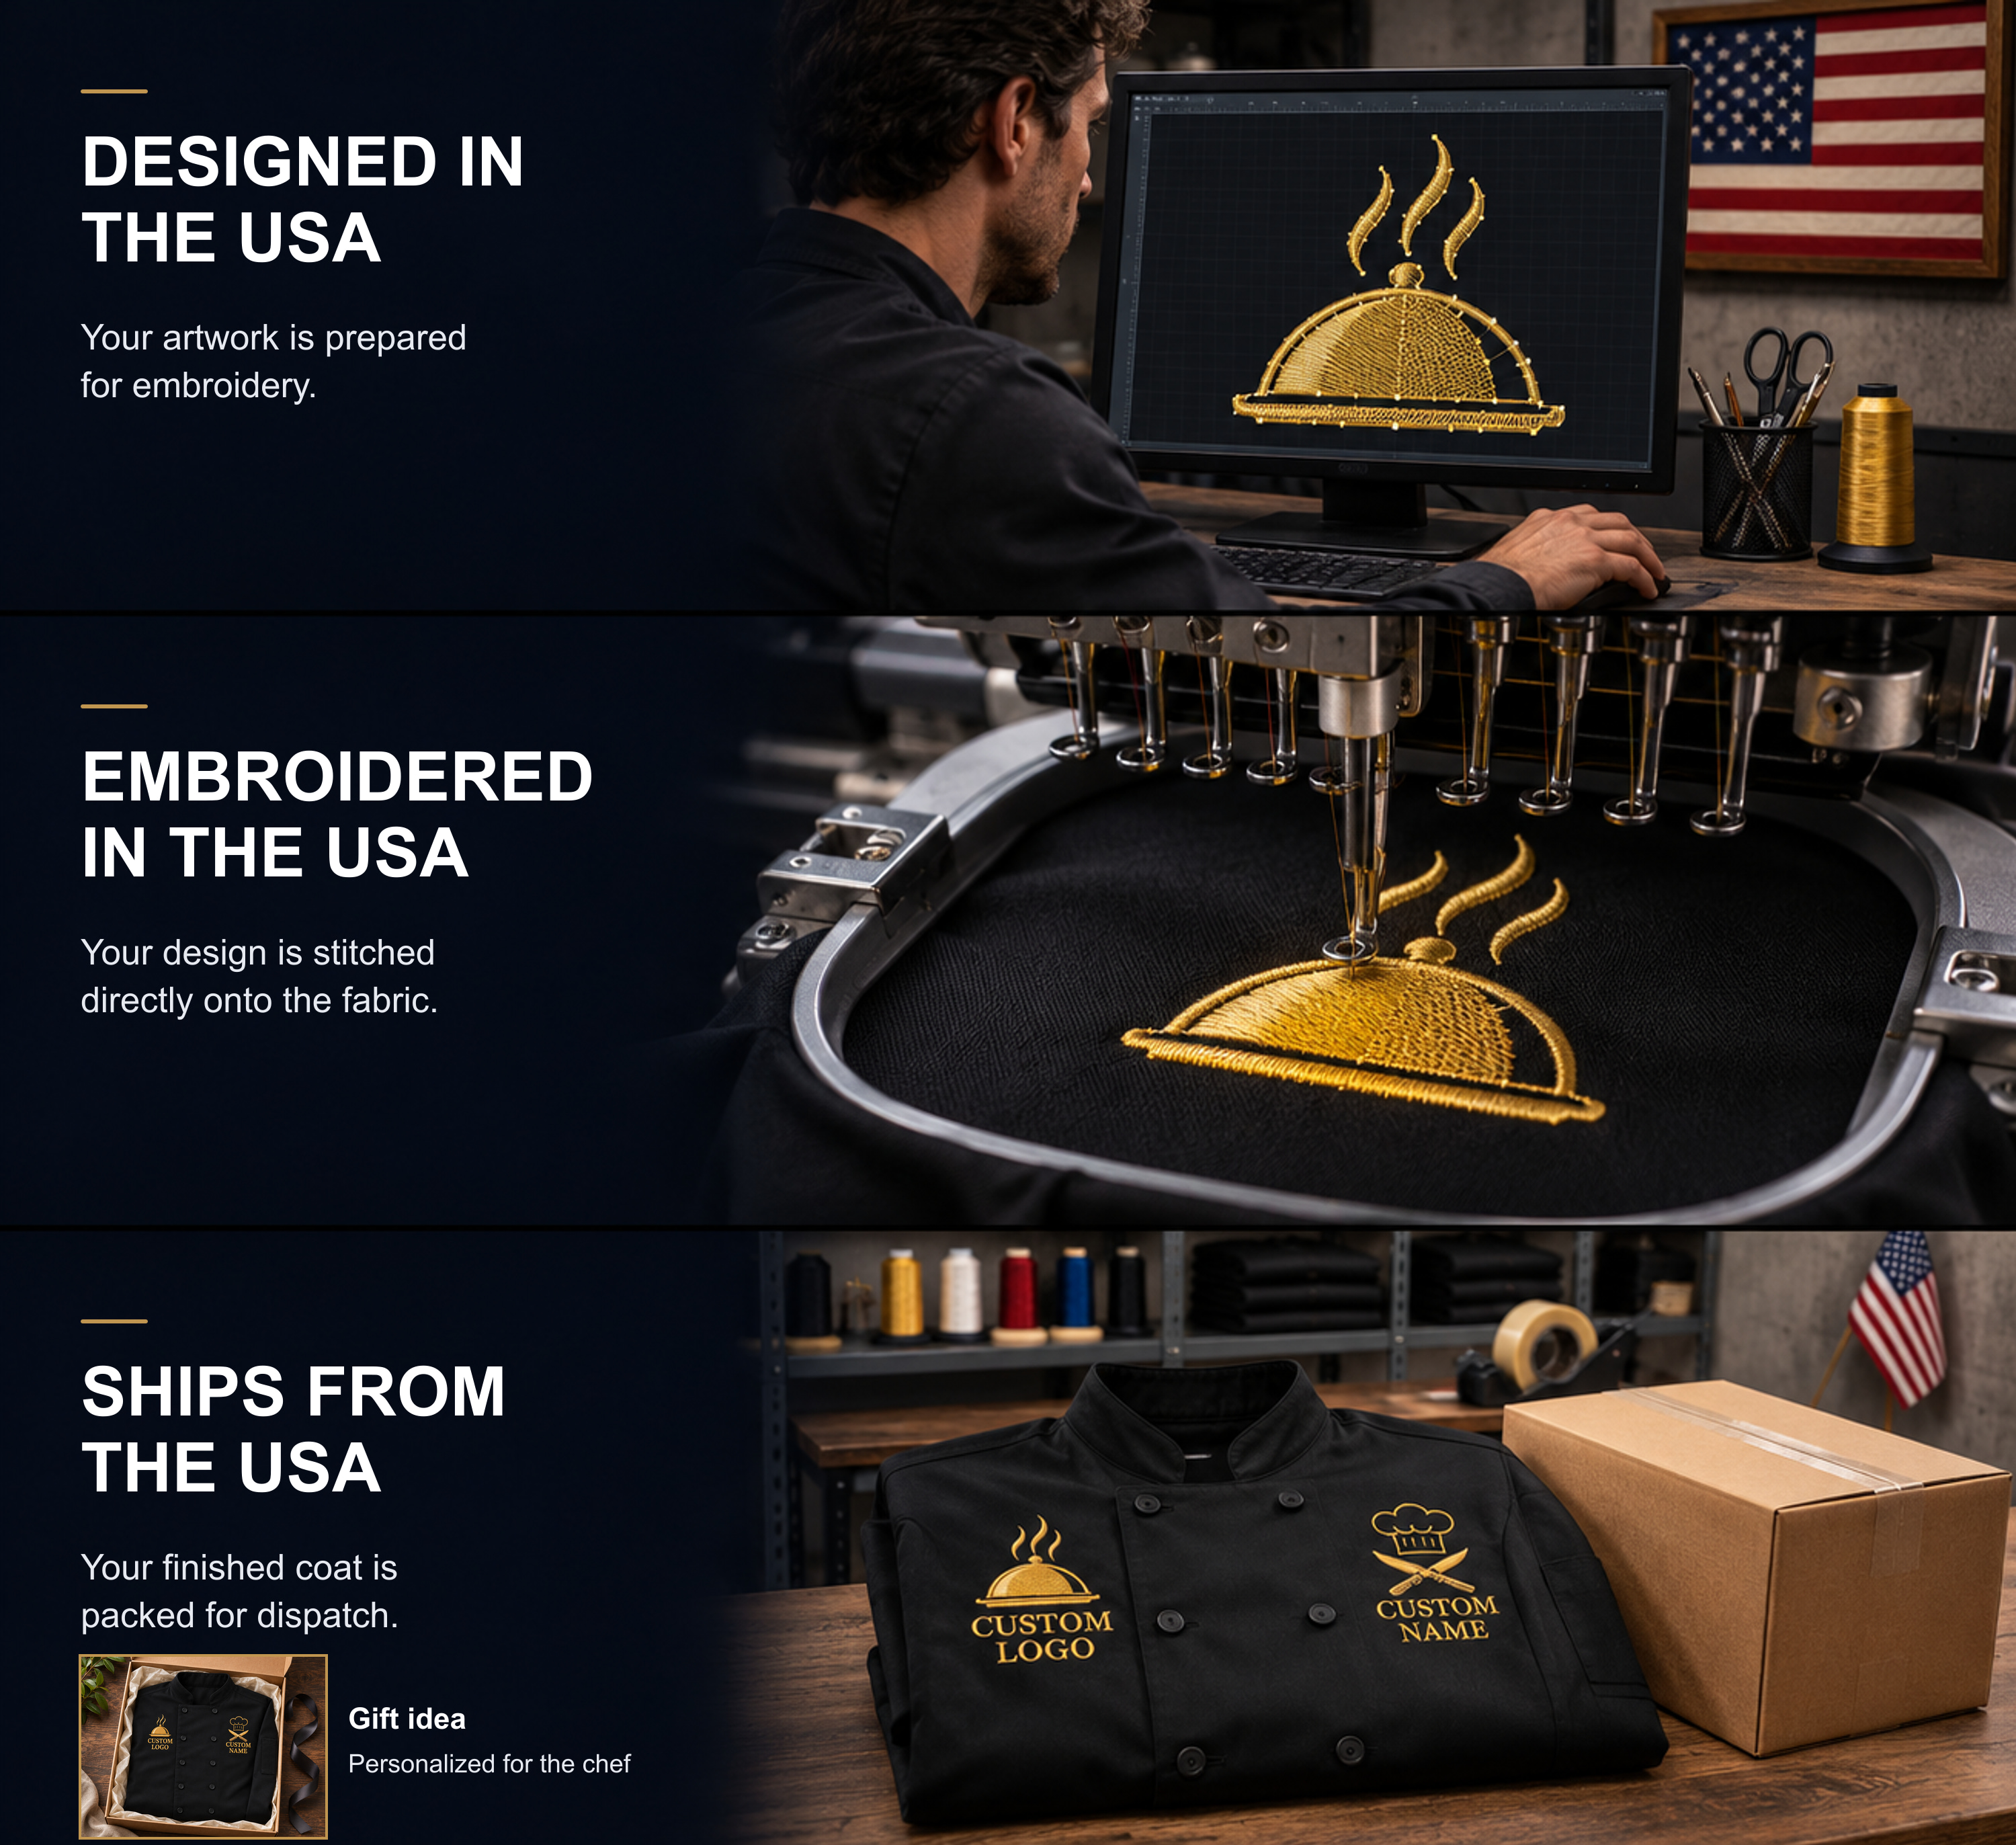 DESIGNED IN
THE USA
Your artwork is prepared
for embroidery.
EMBROIDERED
IN THE USA
Your design is stitched
directly onto the fabric.
SHIPS FROM
THE USA
Your finished coat is
packed for dispatch.
CUSTOM
LOGO
CUSTOM
NAME
CUSTOM
LOGO
CUSTOM
NAME
Gift idea
Personalized for the chef